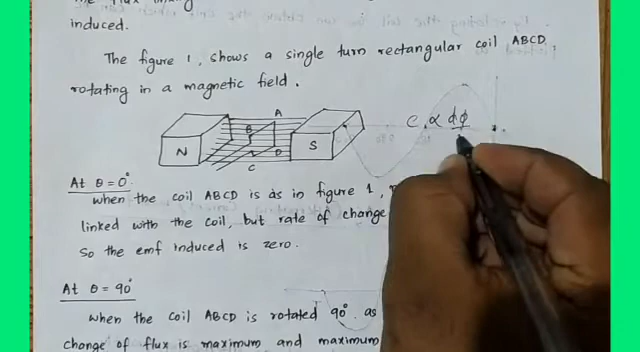 the flux
induced.
The figure 1, shows a single turn rectangular coil ABCD,
rotating in a magnetic field.
A
e α dφ
B
N
S
D
C
At θ = 0°
when the coil ABCD is as in figure 1,
linked with the coil, but rate of change
So the emf induced is zero.
At θ = 90°
when the coil ABCD is rotated 90°. as
change of flux is maximum and maximum